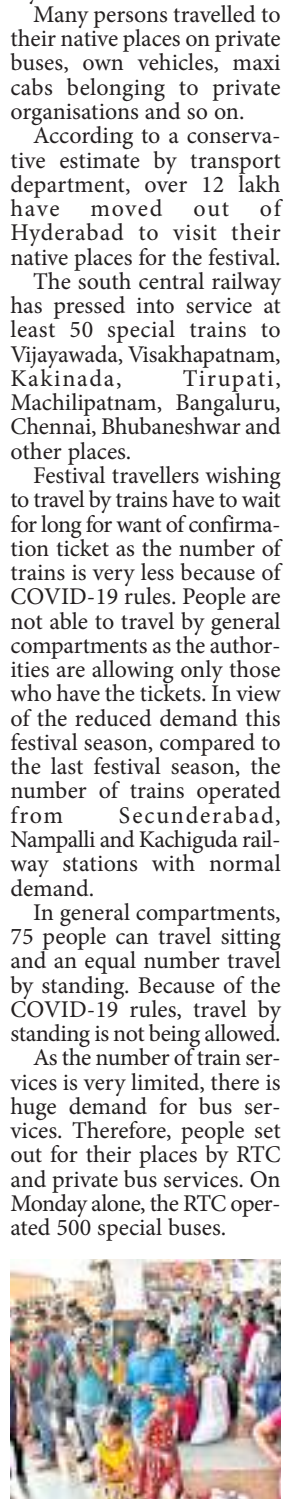 Many persons travelled to
their native places on private
buses, own vehicles, maxi
cabs belonging to private
organisations and so on.
According to a conserva-
tive estimate by transport
department, over 12 lakh
have moved out of
Hyderabad to visit their
native places for the festival.
The south central railway
has pressed into service at
least 50 special trains to
Vijayawada, Visakhapatnam,
Kakinada, Tirupati,
Machilipatnam, Bangaluru,
Chennai, Bhubaneshwar and
other places.
Festival travellers wishing
to travel by trains have to wait
for long for want of confirma-
tion ticket as the number of
trains is very less because of
COVID-19 rules. People are
not able to travel by general
compartments as the author-
ities are allowing only those
who have the tickets. In view
of the reduced demand this
festival season, compared to
the last festival season, the
number of trains operated
from Secunderabad,
Nampalli and Kachiguda rail-
way stations with normal
demand.
In general compartments,
75 people can travel sitting
and an equal number travel
by standing. Because of the
COVID-19 rules, travel by
standing is not being allowed.
As the number of train ser-
vices is very limited, there is
huge demand for bus ser-
vices. Therefore, people set
out for their places by RTC
and private bus services. On
Monday alone, the RTC oper-
ated 500 special buses.